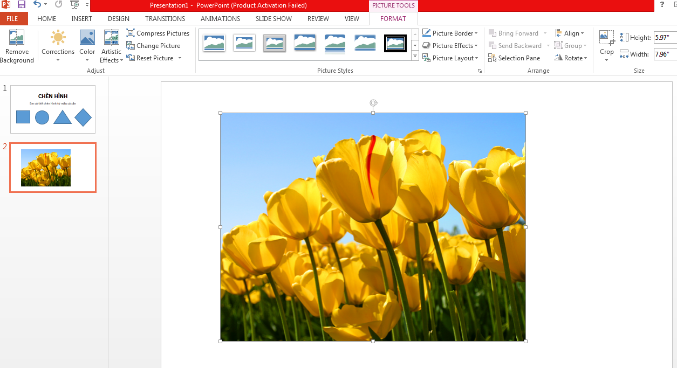 Presentation1 - PowerPoint (Product Activation Failed)
PICTURE TOOLS
?
FILE
HOME
INSERT
DESIGN
TRANSITIONS
ANIMATIONS
SLIDE SHOW
REVIEW
VIEW
FORMAT
Remove Background
Corrections
Color
Artistic Effects
Compress Pictures
Change Picture
Reset Picture
Adjust
Picture Styles
Picture Border
Picture Effects
Picture Layout
Bring Forward
Send Backward
Selection Pane
Align
Group
Rotate
Arrange
Crop
Height: 5.97"
Width: 7.96"
Size
1
CHÈN HÌNH
2